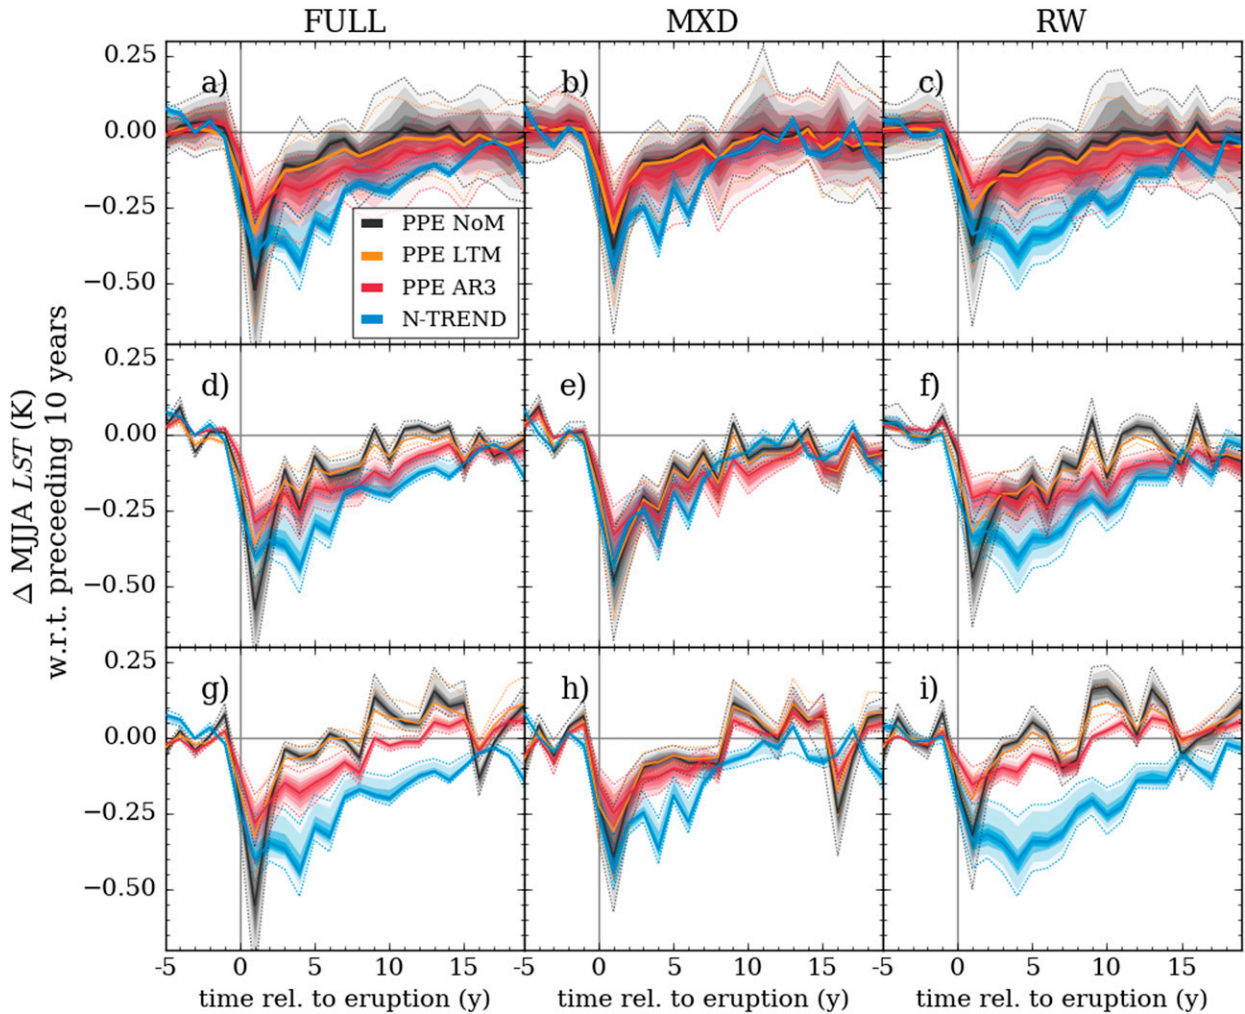 FULL MXD RW
0.25
0.00
−0.25
−0.50
a) b) c)
PPE NoM
PPE LTM
PPE AR3
N-TREND
0.25
0.00
−0.25
−0.50
d) e) f)
0.25
0.00
−0.25
−0.50
g) h) i)
Δ MJJA LST (K)
w.r.t. preceeding 10 years
-5 0 5 10 15 -5 0 5 10 15 -5 0 5 10 15
time rel. to eruption (y) time rel. to eruption (y) time rel. to eruption (y)